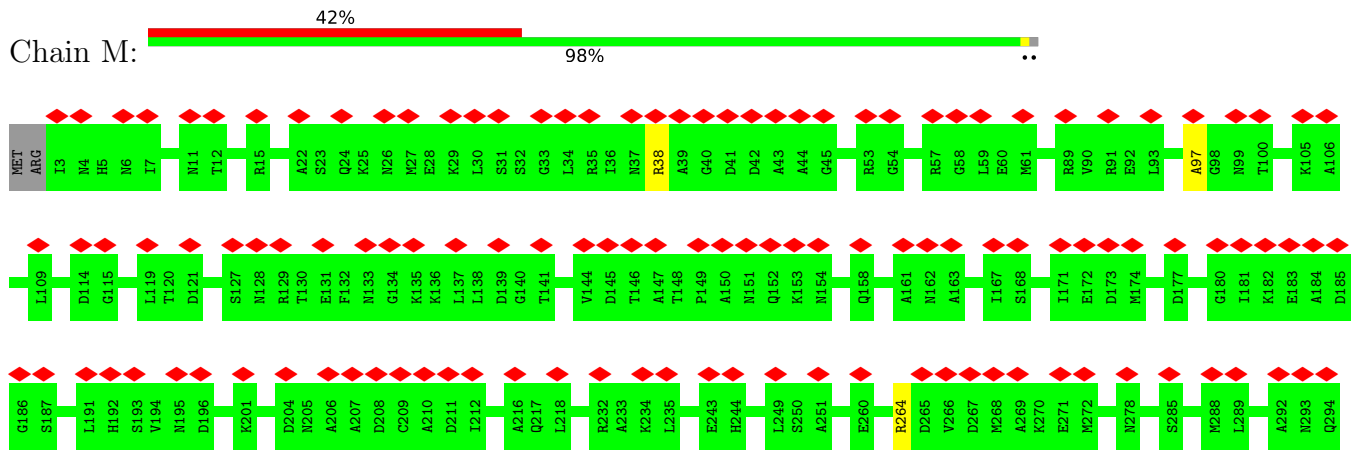 42%
Chain M:
98%
••
MET ARG I3 N4 H5 N6 I7 N11 T12 R15 A22 S23 Q24 K25 N26 M27 E28 K29 L30 S31 S32 G33 L34 R35 I36 N37 R38 A39 G40 D41 D42 A43 A44 G45 R53 G54 R57 G58 L59 E60 M61 R89 V90 R91 E92 L93 A97 G98 N99 T100 K105 A106
L109 D114 G115 L119 T120 D121 S127 N128 R129 T130 E131 F132 N133 G134 K135 K136 L137 L138 D139 G140 T141 V144 D145 T146 A147 T148 P149 A150 N151 Q152 K153 N154 Q158 A161 N162 A163 I167 S168 I171 E172 D173 M174 D177 G180 I181 K182 E183 A184 D185
G186 S187 L191 H192 S193 V194 N195 D196 K201 D204 N205 A206 A207 D208 C209 A210 D211 I212 A216 Q217 L218 R232 A233 K234 L235 E243 H244 L249 S250 A251 E260 R264 D265 V266 D267 M268 A269 K270 E271 M272 N278 S285 M288 L289 A292 N293 Q294